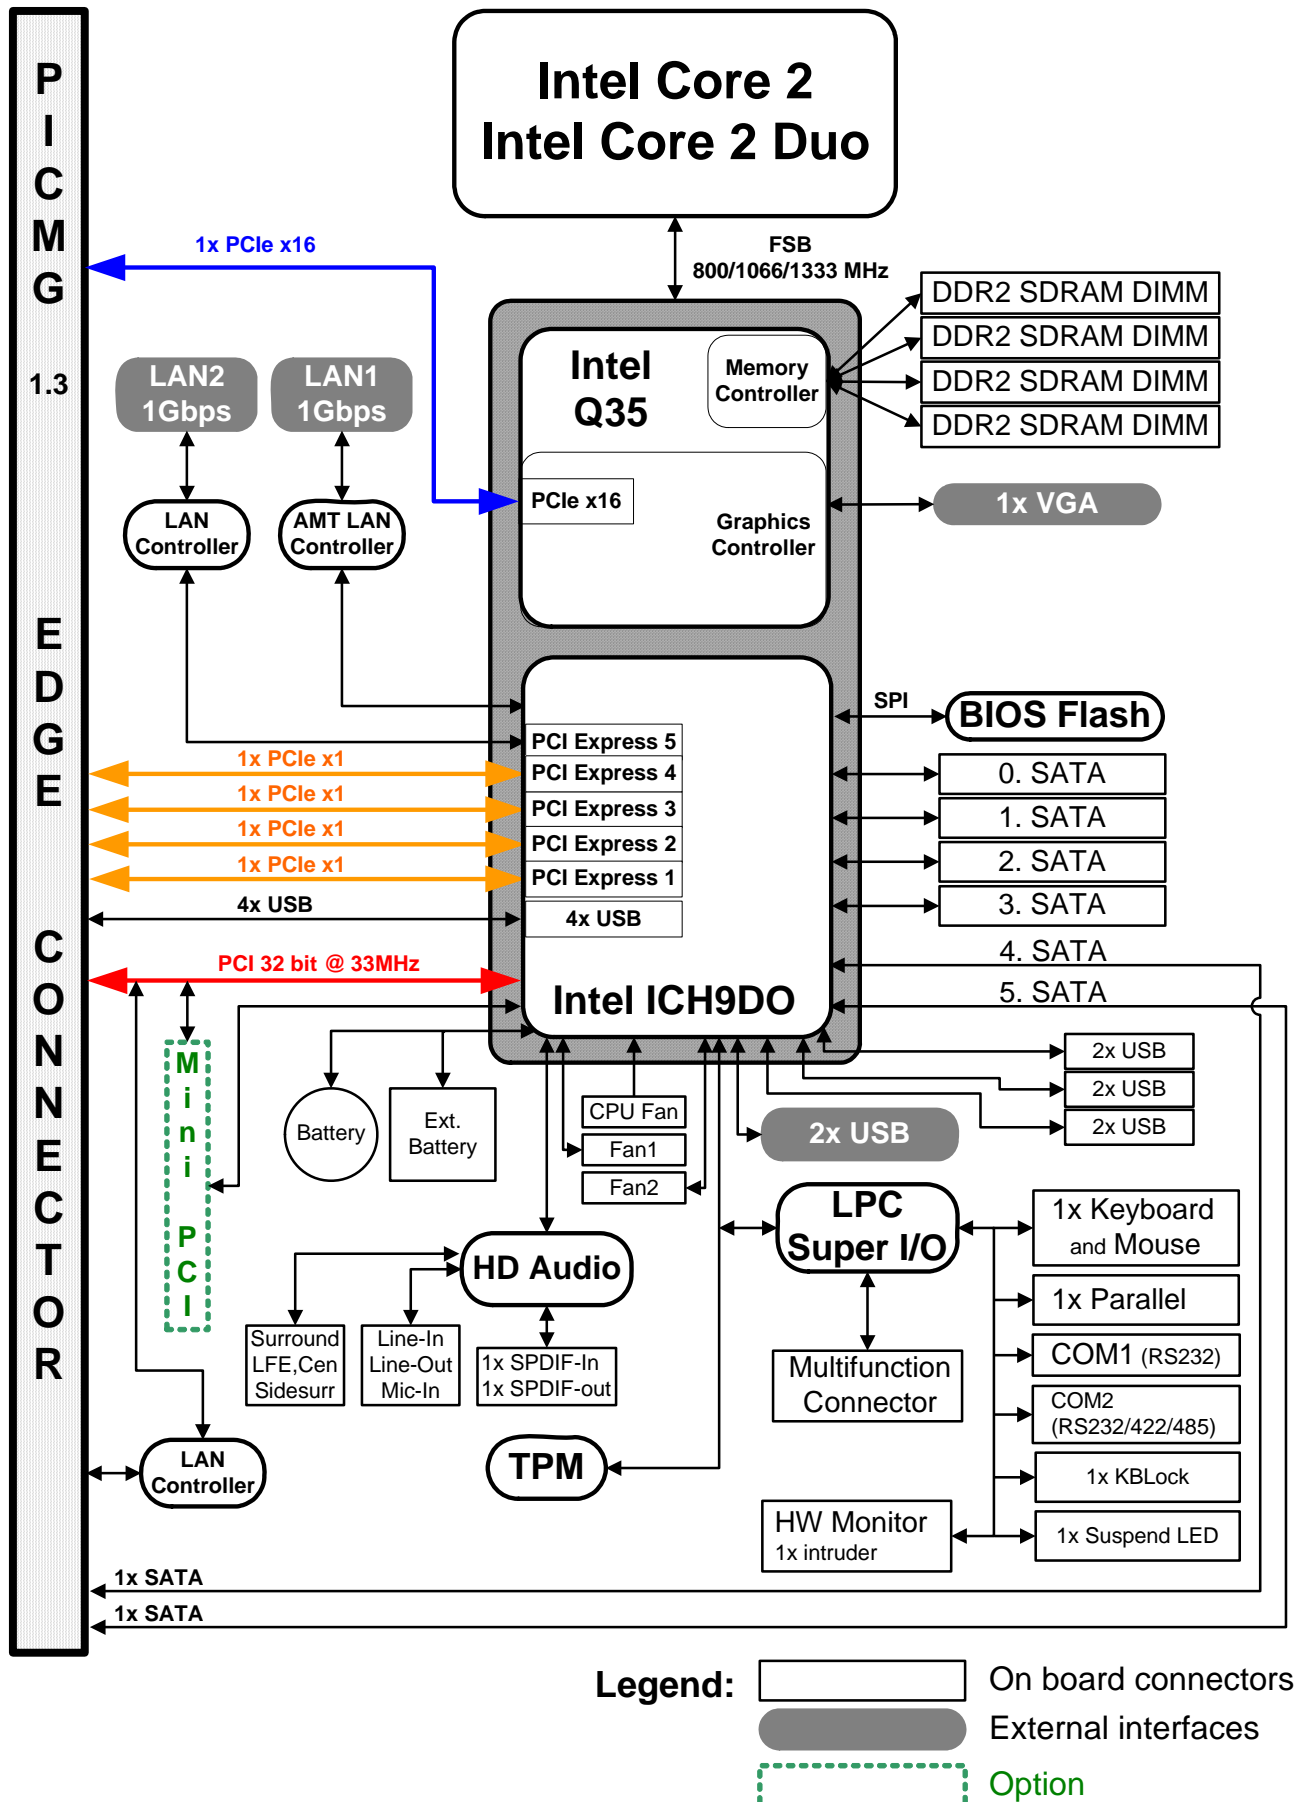 PICMG
1.3
EDGE
CONNECTOR
Intel Core 2
Intel Core 2 Duo
1x PCIe x16
FSB
800/1066/1333 MHz
DDR2 SDRAM DIMM
DDR2 SDRAM DIMM
DDR2 SDRAM DIMM
DDR2 SDRAM DIMM
LAN2
1Gbps
LAN1
1Gbps
Intel
Q35
Memory
Controller
PCIe x16
Graphics
Controller
1x VGA
LAN
Controller
AMT LAN
Controller
SPI
BIOS Flash
PCI Express 5
1x PCIe x1
PCI Express 4
1x PCIe x1
PCI Express 3
1x PCIe x1
PCI Express 2
1x PCIe x1
PCI Express 1
4x USB
4x USB
0. SATA
1. SATA
2. SATA
3. SATA
4. SATA
5. SATA
PCI 32 bit @ 33MHz
Intel ICH9DO
Mini PCI
Battery
Ext.
Battery
CPU Fan
Fan1
Fan2
2x USB
2x USB
2x USB
2x USB
LPC
Super I/O
1x Keyboard
and Mouse
HD Audio
1x Parallel
Surround
LFE,Cen
Sidesurr
Line-In
Line-Out
Mic-In
1x SPDIF-In
1x SPDIF-out
Multifunction
Connector
COM1 (RS232)
COM2
(RS232/422/485)
LAN
Controller
TPM
1x KBLock
HW Monitor
1x intruder
1x Suspend LED
1x SATA
1x SATA
Legend:
On board connectors
External interfaces
Option